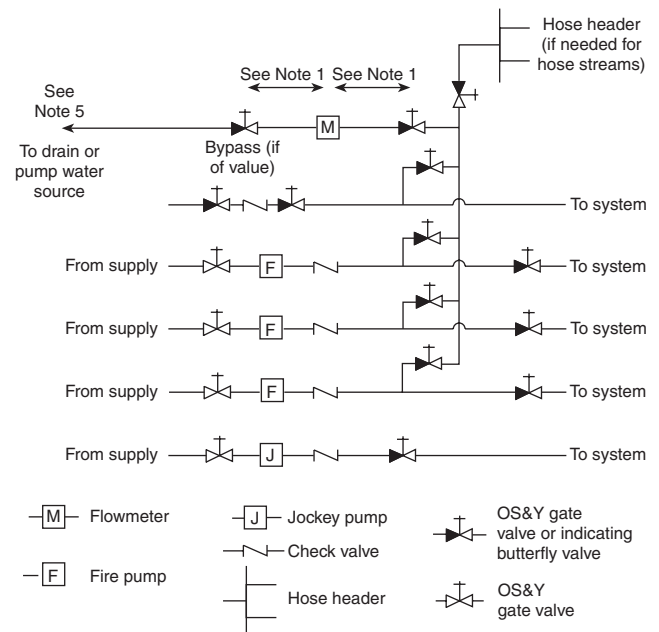 Hose header
(if needed for
hose streams)
See Note 1
See Note 1
See
Note 5
M
To drain or
pump water
source
Bypass (if
of value)
To system
From supply
F
To system
From supply
F
To system
From supply
F
To system
From supply
J
To system
M
Flowmeter
F
Fire pump
J
Jockey pump
Check valve
Hose header
OS&Y gate
valve or indicating
butterfly valve
OS&Y
gate valve